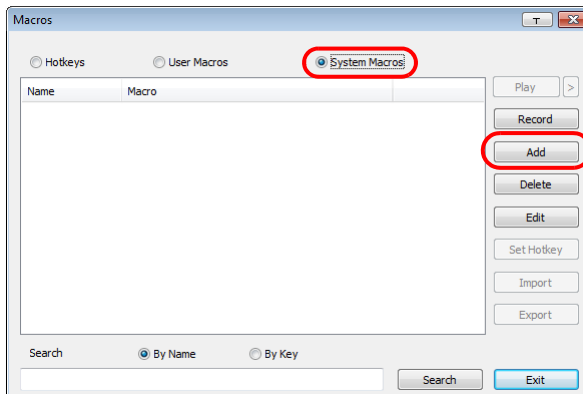 Macros
T
Hotkeys User Macros System Macros
Name Macro
Play >
Record
Add
Delete
Edit
Set Hotkey
Import
Export
Search By Name By Key
Search Exit